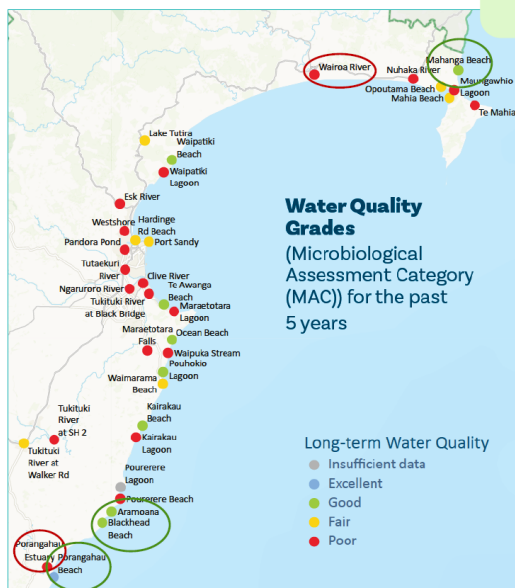 Mahanga Beach
Wairoa River
Nuhaka River
Maungawhio
Lagoon
Opoutama Beach
Mahia Beach
Te Mahia
Lake Tutira
Waipatiki
Beach
Waipatiki
Lagoon
Esk River
Westshore
Hardinge
Rd Beach
Pandora Pond
Port Sandy
Tutaekuri
River
Clive River
Ngaruroro River
Te Awanga
Beach
Tukituki River
at Black Bridge
Maraetotara
Lagoon
Maraetotara
Falls
Ocean Beach
Waipuka Stream
Pouhokio
Lagoon
Waimarama
Beach
Kairakau
Beach
Tukituki
River
at SH 2
Kairakau
Lagoon
Tukituki
River at
Walker Rd
Pourerere
Lagoon
Pourerere Beach
Aramoana
Blackhead
Beach
Porangahau
Estuary
Porangahau
Beach
Water Quality
Grades
(Microbiological
Assessment Category
(MAC)) for the past
5 years
Long-term Water Quality
Insufficient data
Excellent
Good
Fair
Poor